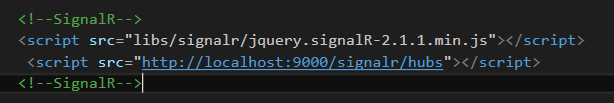 <!--SignalR-->
<script src="libs/signalr/jquery.signalR-2.1.1.min.js"></script>
<script src="http://localhost:9000/signalr/hubs"></script>
<!--SignalR-->